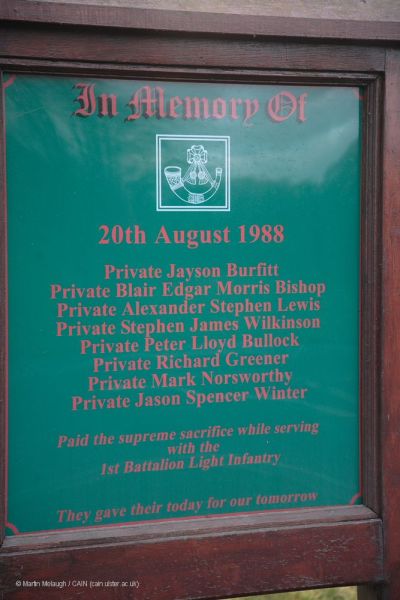 In Memory Of
20th August 1988
Private Jayson Burfitt
Private Blair Edgar Morris Bishop
Private Alexander Stephen Lewis
Private Stephen James Wilkinson
Private Peter Lloyd Bullock
Private Richard Greener
Private Mark Norsworthy
Private Jason Spencer Winter
Paid the supreme sacrifice while serving
with the
1st Battalion Light Infantry
They gave their today for our tomorrow
© Martin Melaugh / CAIN (cain.ulster.ac.uk)